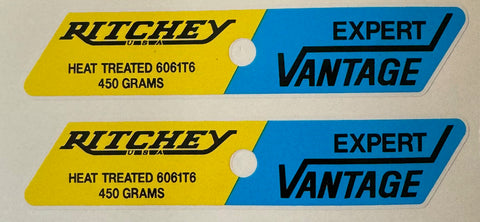 RITCHEY
USA
HEAT TREATED 6061T6
450 GRAMS
EXPERT
VANTAGE
RITCHEY
USA
HEAT TREATED 6061T6
450 GRAMS
EXPERT
VANTAGE